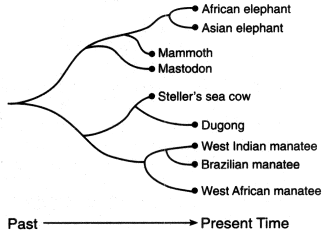 African elephant
Asian elephant
Mammoth
Mastodon
Steller's sea cow
Dugong
West Indian manatee
Brazilian manatee
West African manatee
Past Present Time